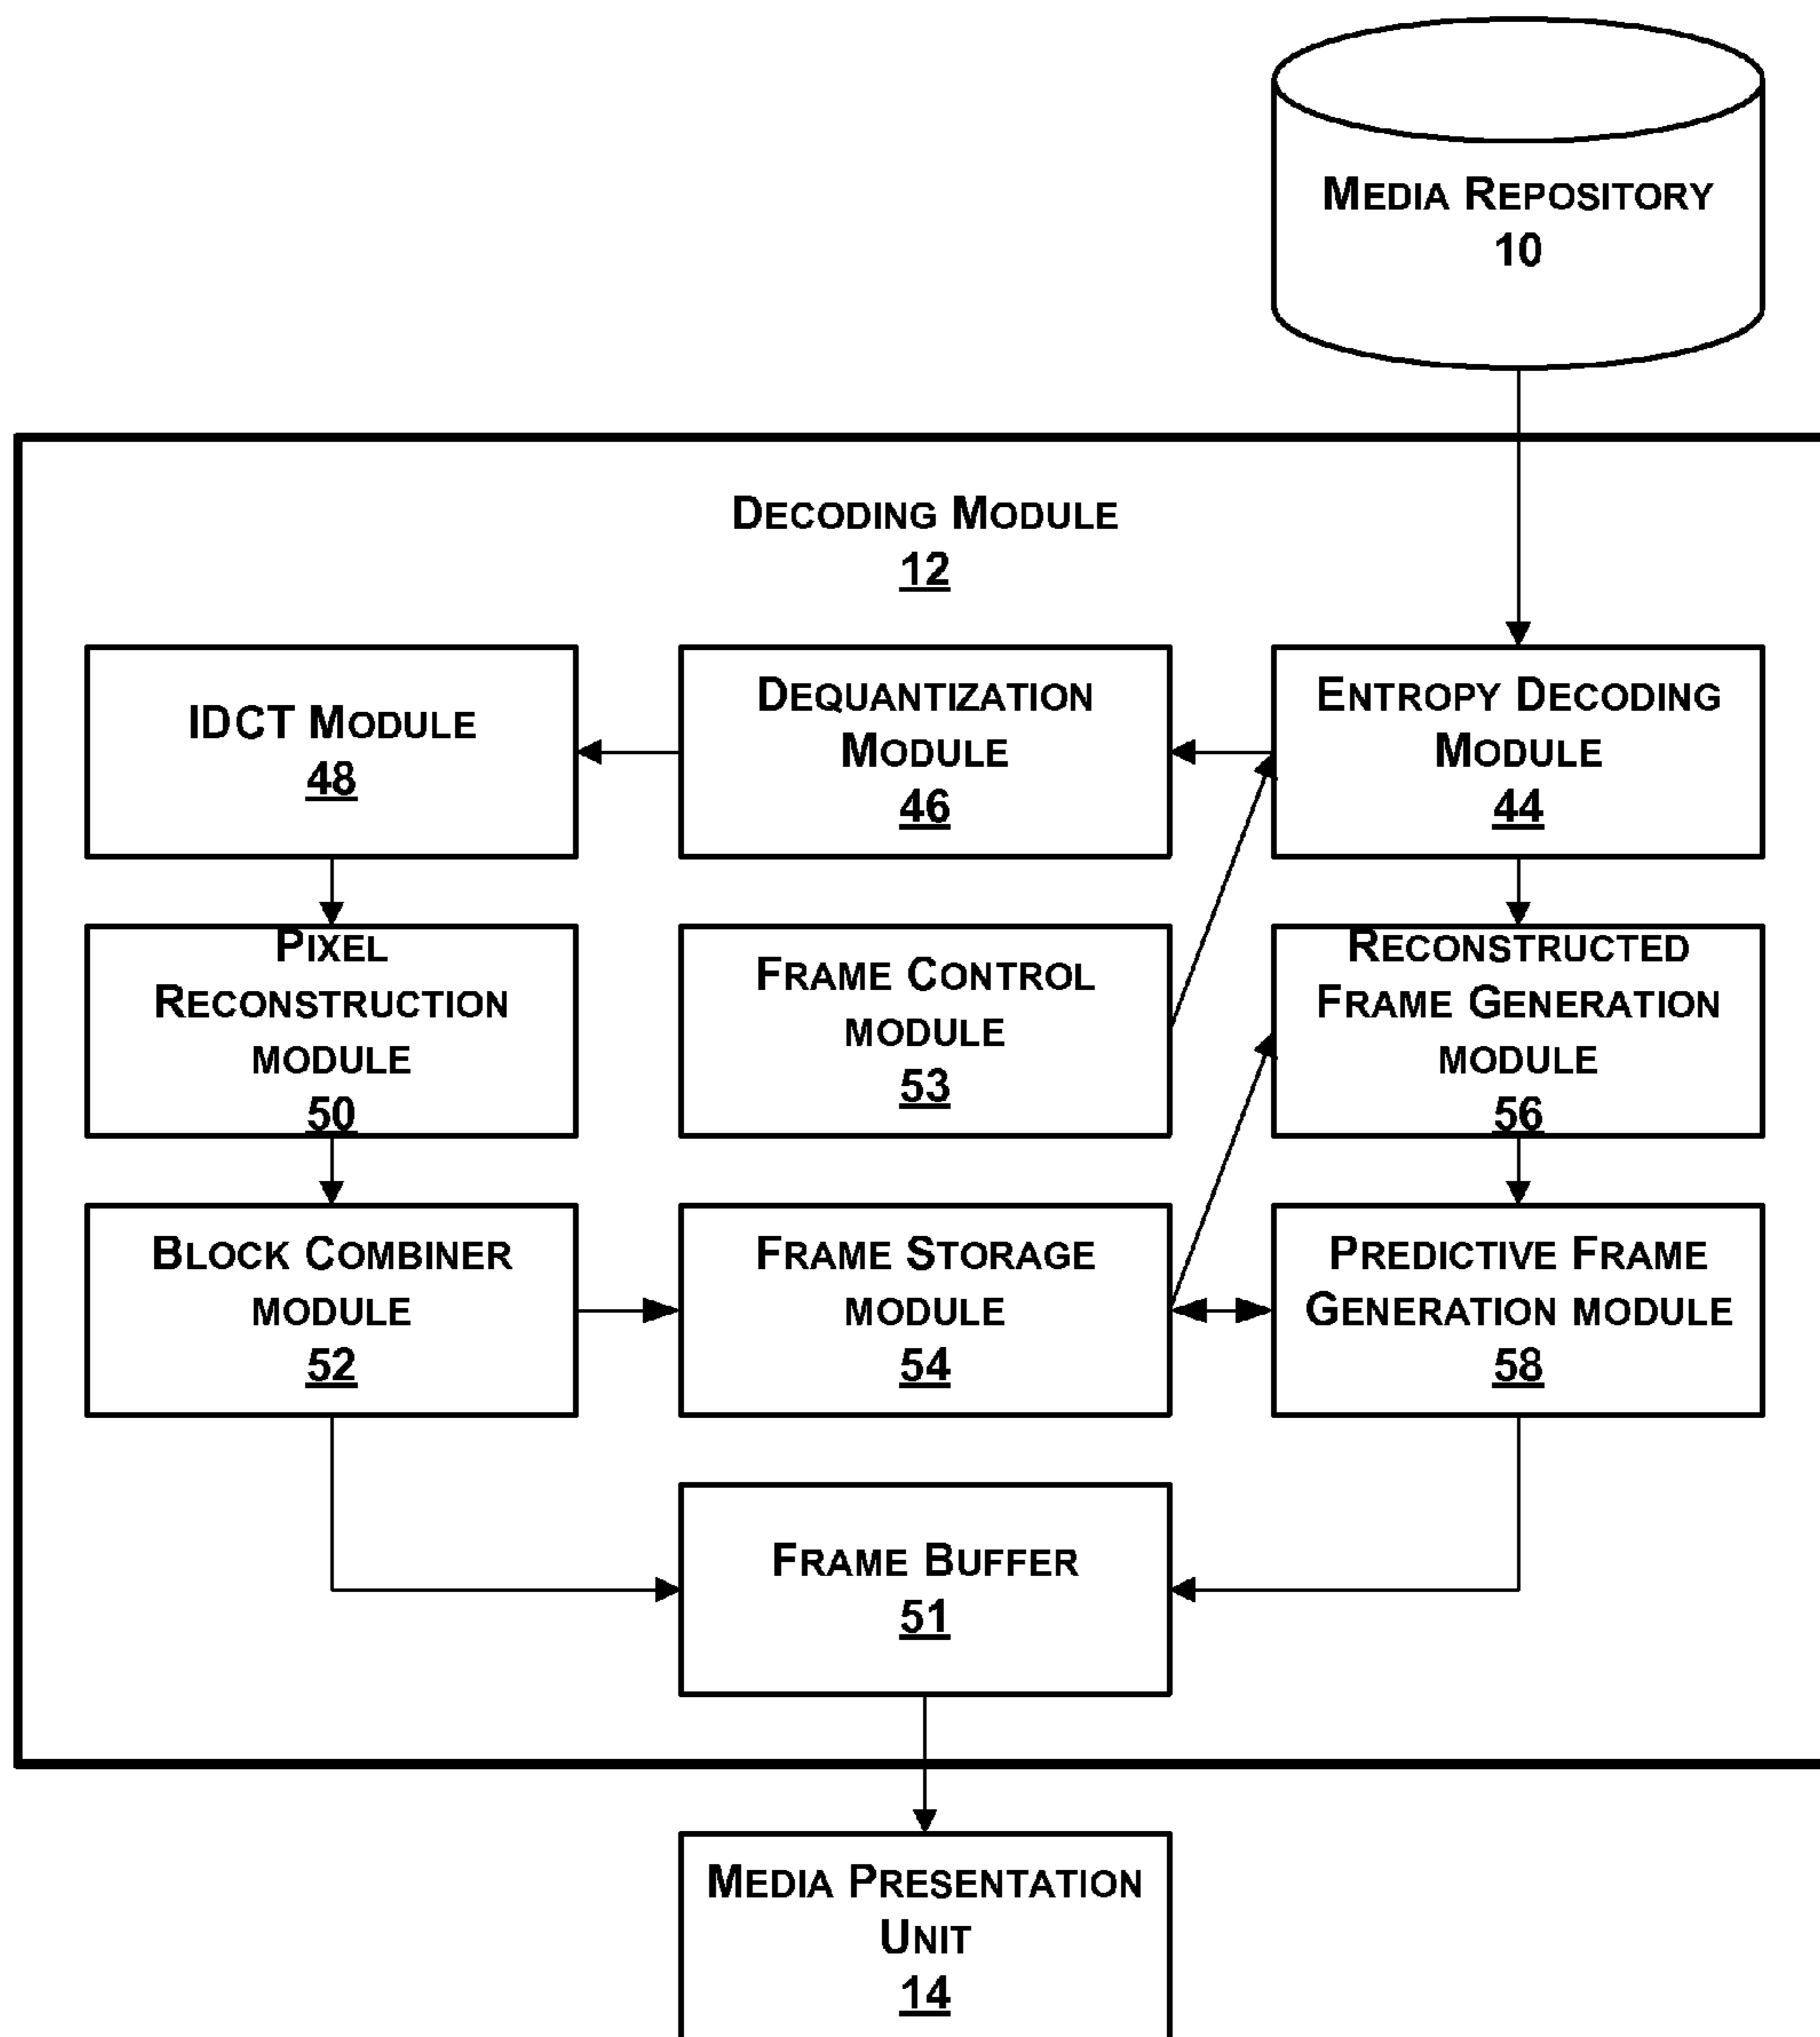 MEDIA REPOSITORY
10
DECODING MODULE
12
IDCT MODULE
48
DEQUANTIZATION
MODULE
46
ENTROPY DECODING
MODULE
44
PIXEL
RECONSTRUCTION
MODULE
50
FRAME CONTROL
MODULE
53
RECONSTRUCTED
FRAME GENERATION
MODULE
56
BLOCK COMBINER
MODULE
52
FRAME STORAGE
MODULE
54
PREDICTIVE FRAME
GENERATION MODULE
58
FRAME BUFFER
51
MEDIA PRESENTATION
UNIT
14